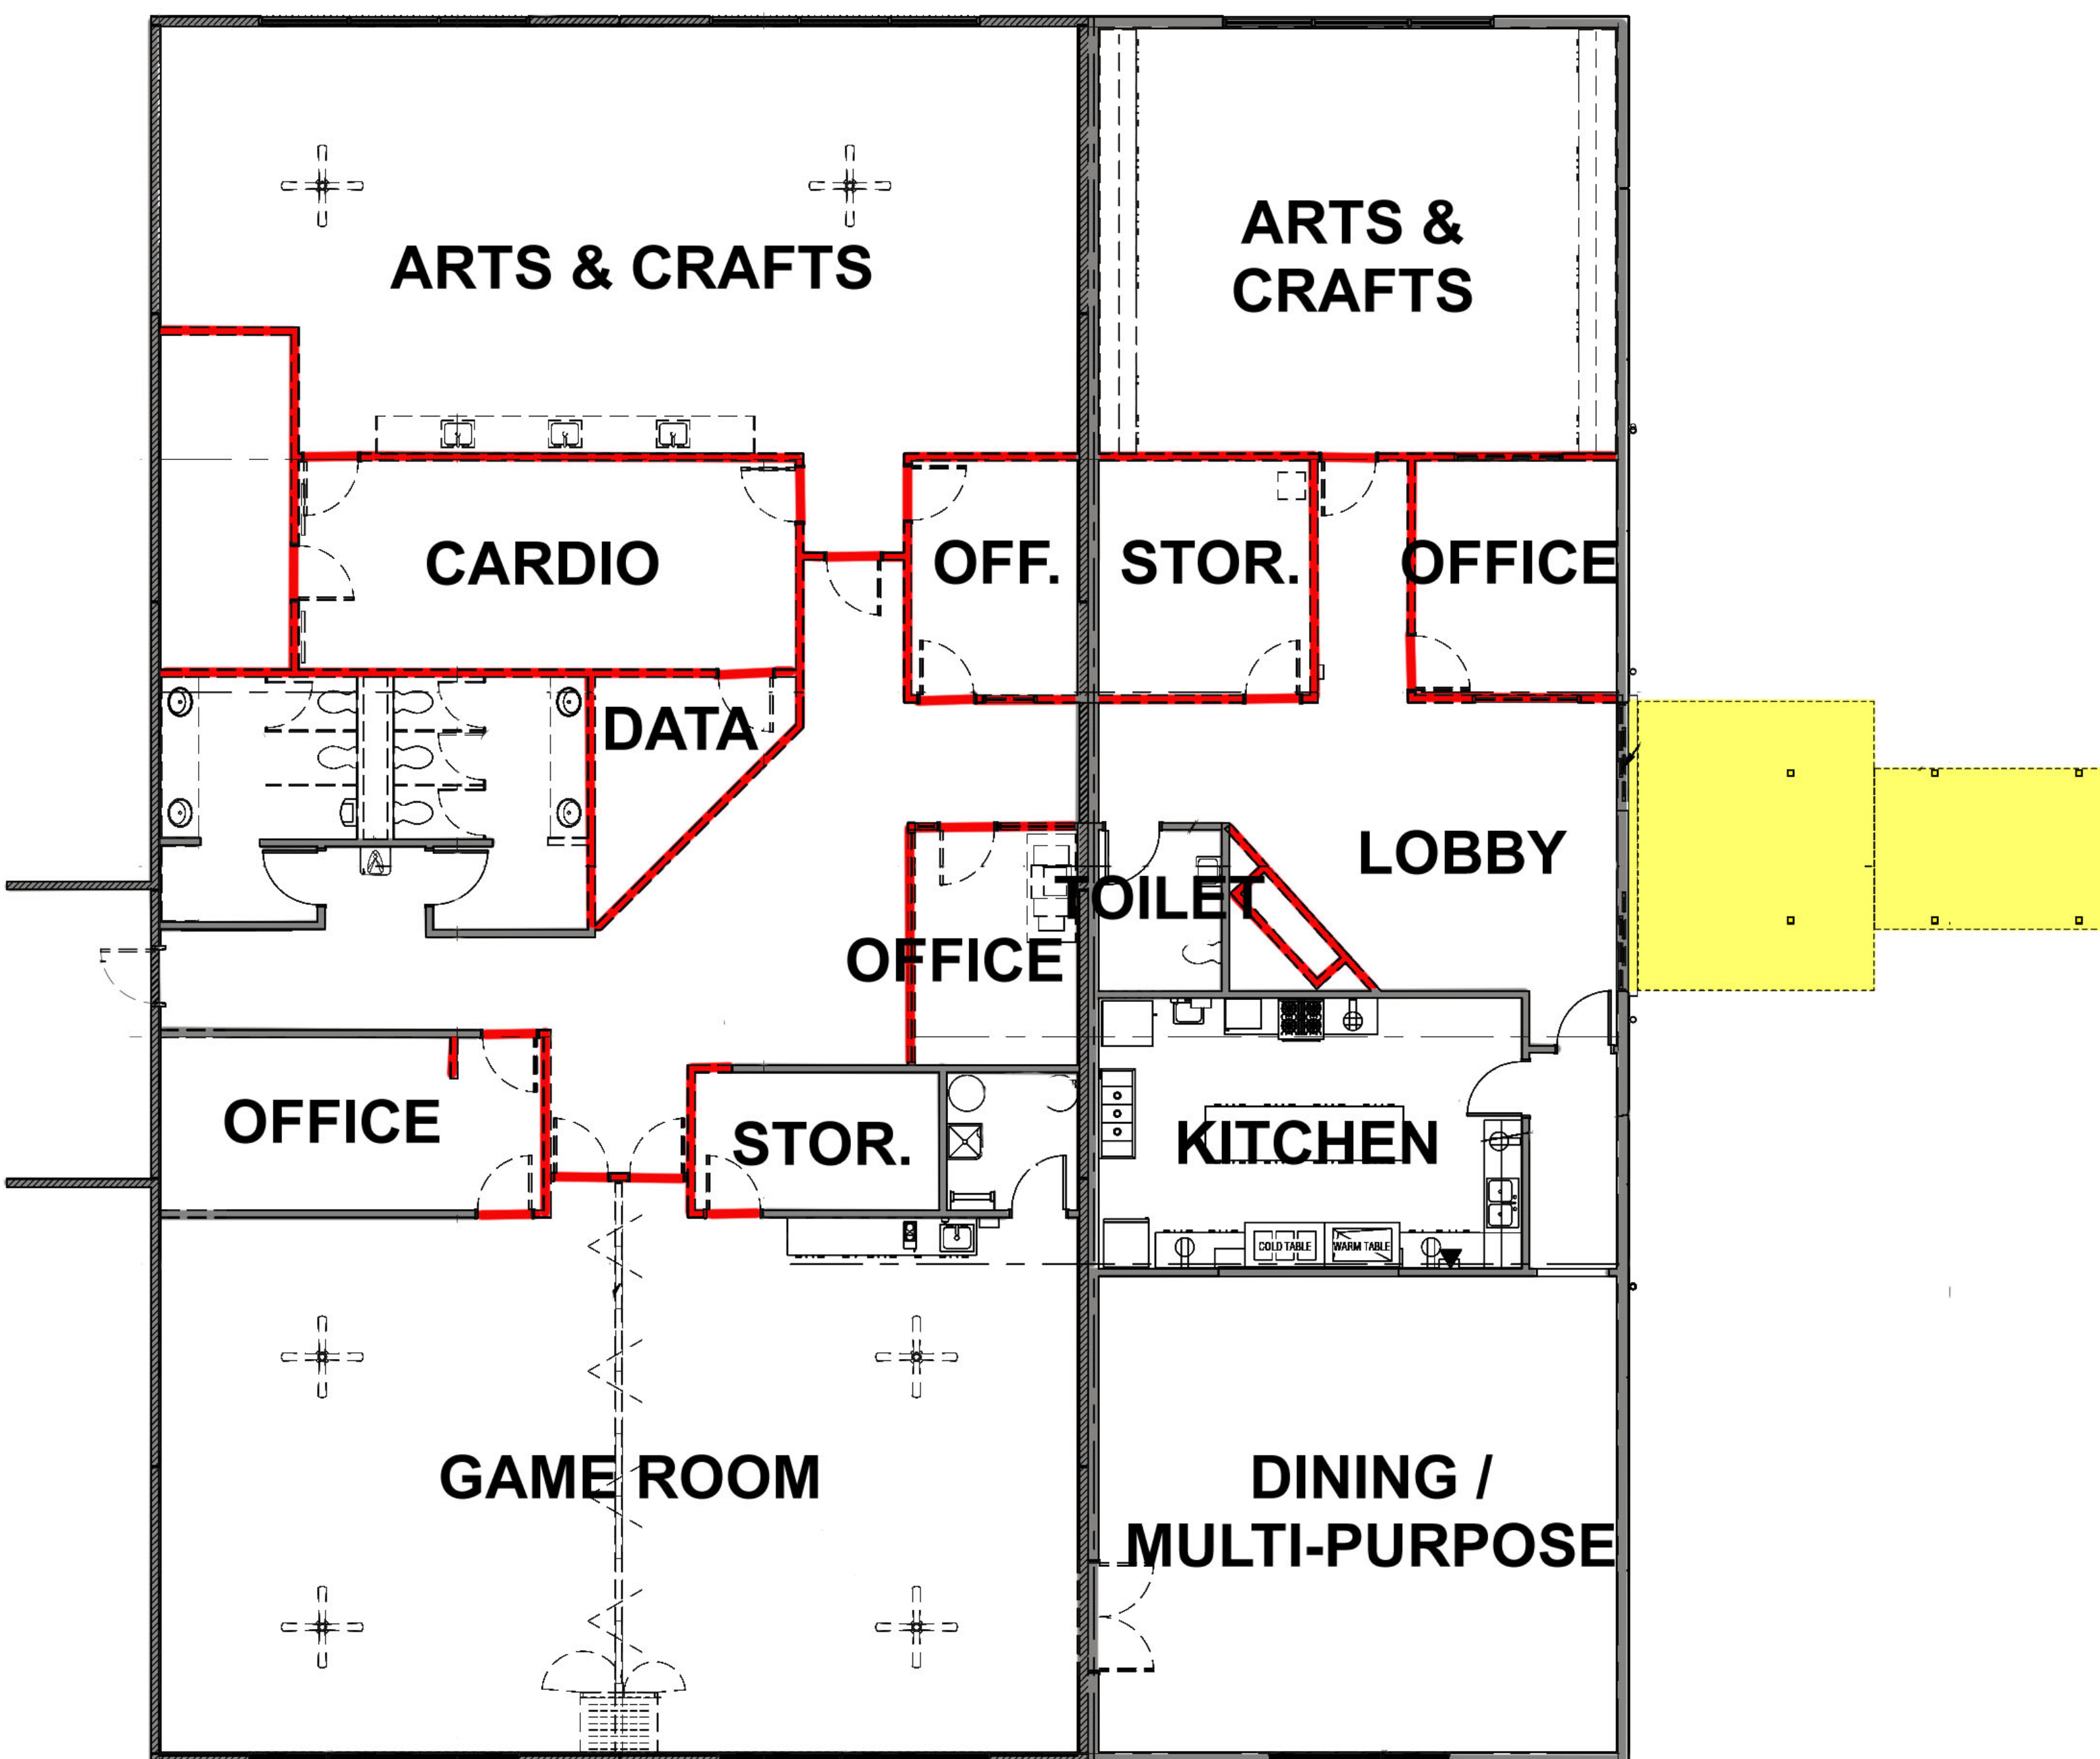 ARTS & CRAFTS
ARTS &
CRAFTS
CARDIO
OFF.
STOR.
OFFICE
DATA
LOBBY
TOILET
OFFICE
OFFICE
STOR.
KITCHEN
COLD TABLE
WARM TABLE
GAME ROOM
DINING /
MULTI-PURPOSE